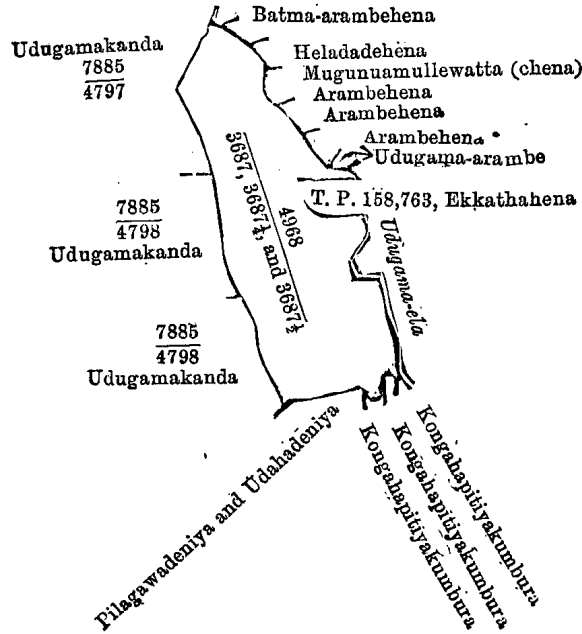 Batma-arambehena
Udugamakanda
7885
4797
Heladadehena
Mugunuamullewatta (chena)
Arambehena
Arambehena
Arambehena
Udugama-arambe
T. P. 158,763, Ekkathahena
3687, 3687¼, and 3687½
4968
7885
4798
Udugamakanda
Udugama-ela
7885
4798
Udugamakanda
Pilagawadeniya and Udahadeniya
Kongahapitiyakumbura
Kongahapitiyakumbura
Kongahapitiyakumbura